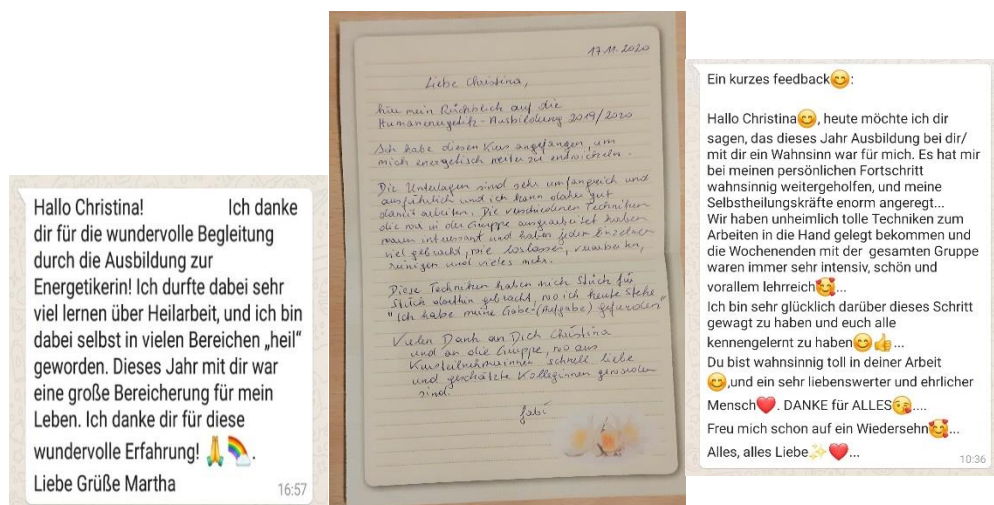 Hallo Christina! Ich danke
dir für die wundervolle Begleitung
durch die Ausbildung zur
Energetikerin! Ich durfte dabei sehr
viel lernen über Heilarbeit, und ich bin
dabei selbst in vielen Bereichen „heil"
geworden. Dieses Jahr mit dir war
eine große Bereicherung für mein
Leben. Ich danke dir für diese
wundervolle Erfahrung! 🙏🌈.
Liebe Grüße Martha
16:57
17.11.2020
Liebe Christina,
hier mein Rückblick auf die
Humanenergetik-Ausbildung 2019/2020
Ich habe diesen Kurs angefangen, um
mich energetisch weiter zu entwickeln.
Die Unterlagen sind sehr umfangreich und
ausführlich und ich kann daher gut
damit arbeiten. Die verschiedenen Techniken
die wir in der Gruppe ausgearbeitet haben
waren interessant und haben jeden Einzelnen
viel gebracht, wie loslassen, verarbeiten,
reinigen und vieles mehr.
Diese Techniken haben mich Stück für
Stück dorthin gebracht, wo ich heute stehe
"Ich habe meine Gabe-(Aufgabe) gefunden"
Vielen Dank an Dich Christina
und an die Gruppe, wo aus
Kursteilnehmerinnen schnell liebe
und geschätzte Kolleginnen geworden
sind.
Gabi
Ein kurzes feedback😊:
Hallo Christina😊, heute möchte ich dir
sagen, das dieses Jahr Ausbildung bei dir/
mit dir ein Wahnsinn war für mich. Es hat mir
bei meinen persönlichen Fortschritt
wahnsinnig weitergeholfen, und meine
Selbstheilungskräfte enorm angeregt...
Wir haben unheimlich tolle Techniken zum
Arbeiten in die Hand gelegt bekommen und
die Wochenenden mit der gesamten Gruppe
waren immer sehr intensiv, schön und
vorallem lehrreich🥰...
Ich bin sehr glücklich darüber dieses Schritt
gewagt zu haben und euch alle
kennengelernt zu haben😊👍...
Du bist wahnsinnig toll in deiner Arbeit
😊,und ein sehr liebenswerter und ehrlicher
Mensch❤️. DANKE für ALLES😘....
Freu mich schon auf ein Wiedersehn🥰...
Alles, alles Liebe✨❤️...
10:36